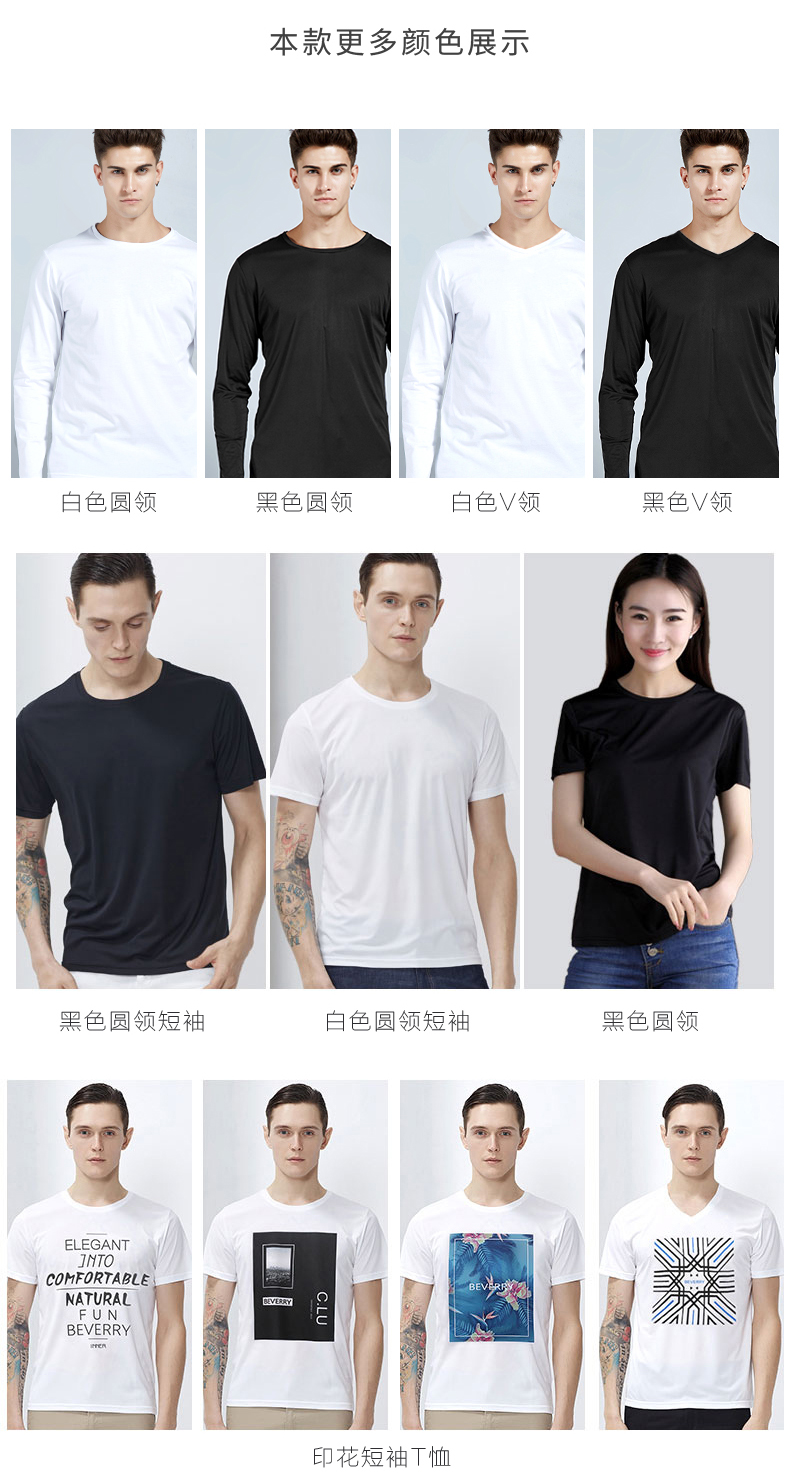 本款更多颜色展示
白色圆领
黑色圆领
白色V领
黑色V领
黑色圆领短袖
白色圆领短袖
黑色圆领
ELEGANT
INTO
COMFORTABLE
NATURAL
FUN
BEVERRY
INNER
BEVERRY
C.LU
BEVERRY
BEVERRY
印花短袖T恤